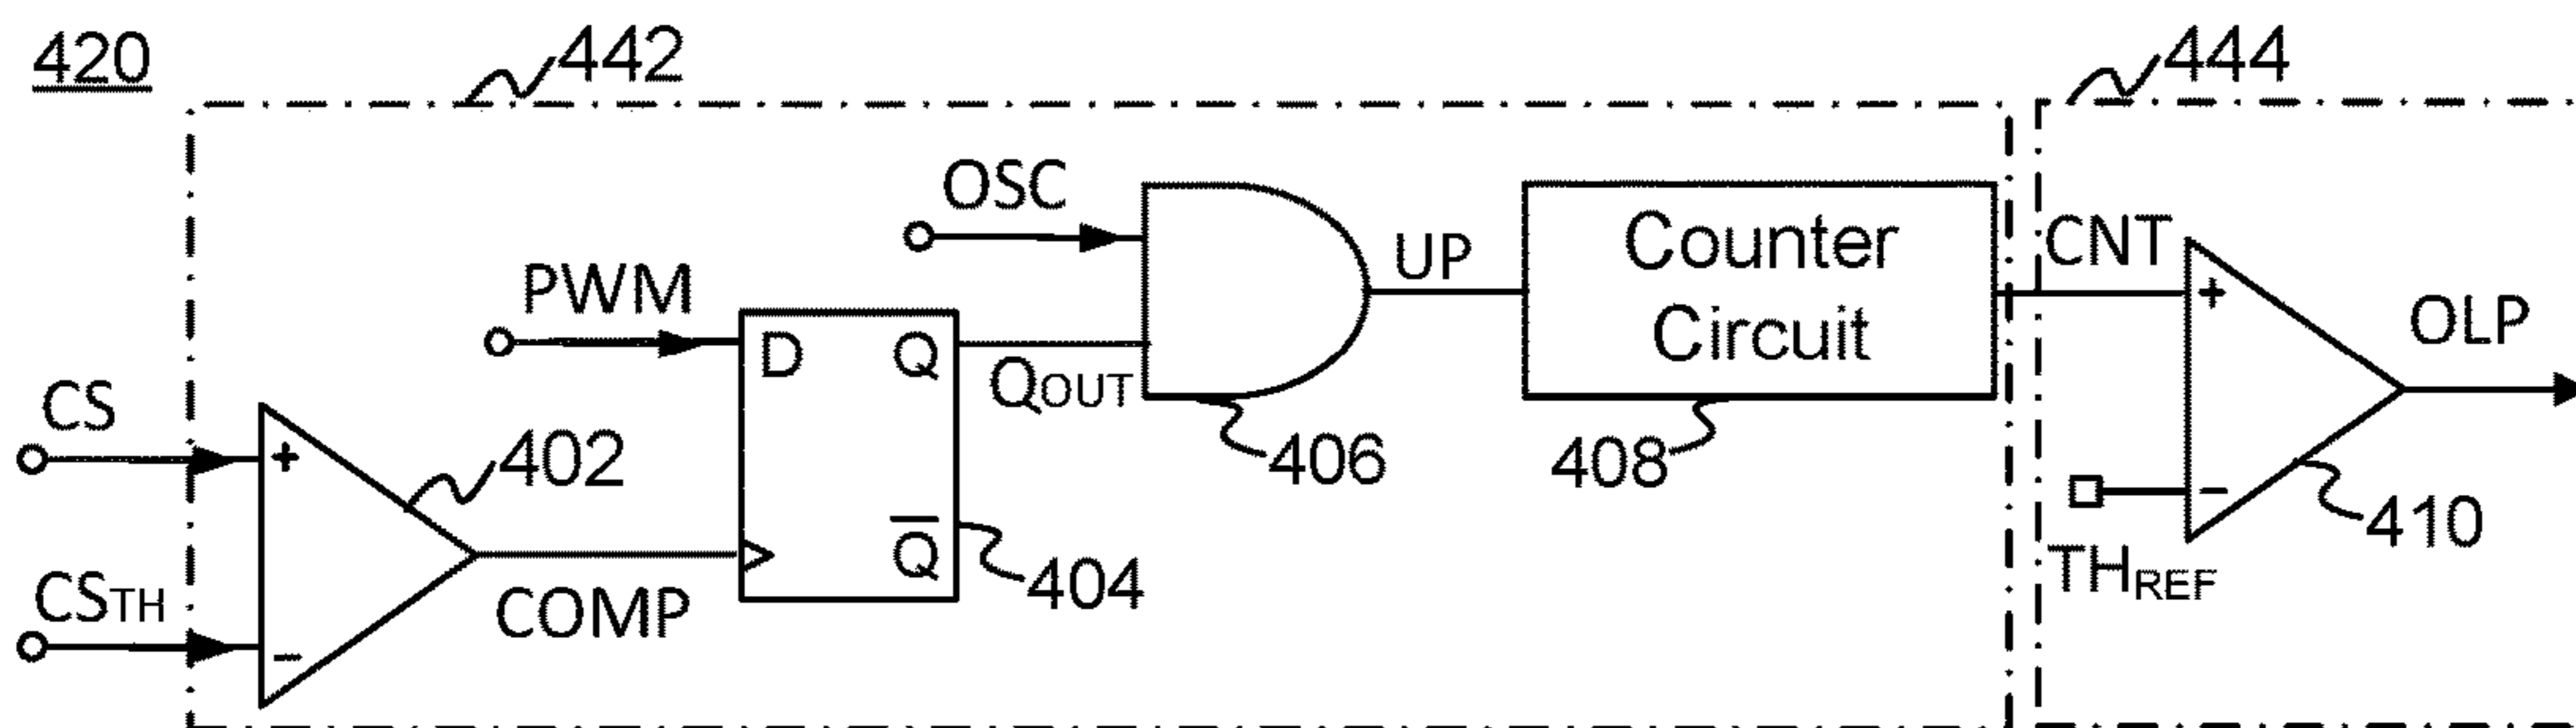 420
442
444
OSC
PWM
D
Q
QOUT
UP
Counter
Circuit
CNT
+
OLP
CS
+
402
406
408
−
410
THREF
Q̅
404
CSTH
−
COMP